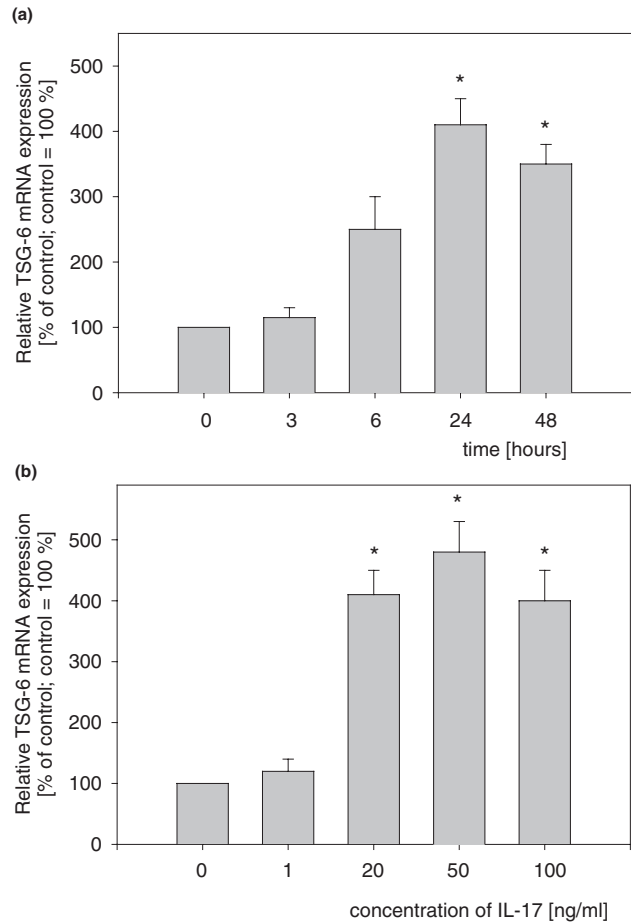 (a)
Relative TSG-6 mRNA expression
[% of control; control = 100 %]
500
400
300
200
100
0
*
*
0 3 6 24 48
time [hours]
(b)
Relative TSG-6 mRNA expression
[% of control; control = 100 %]
500
400
300
200
100
0
*
*
*
0 1 20 50 100
concentration of IL-17 [ng/ml]